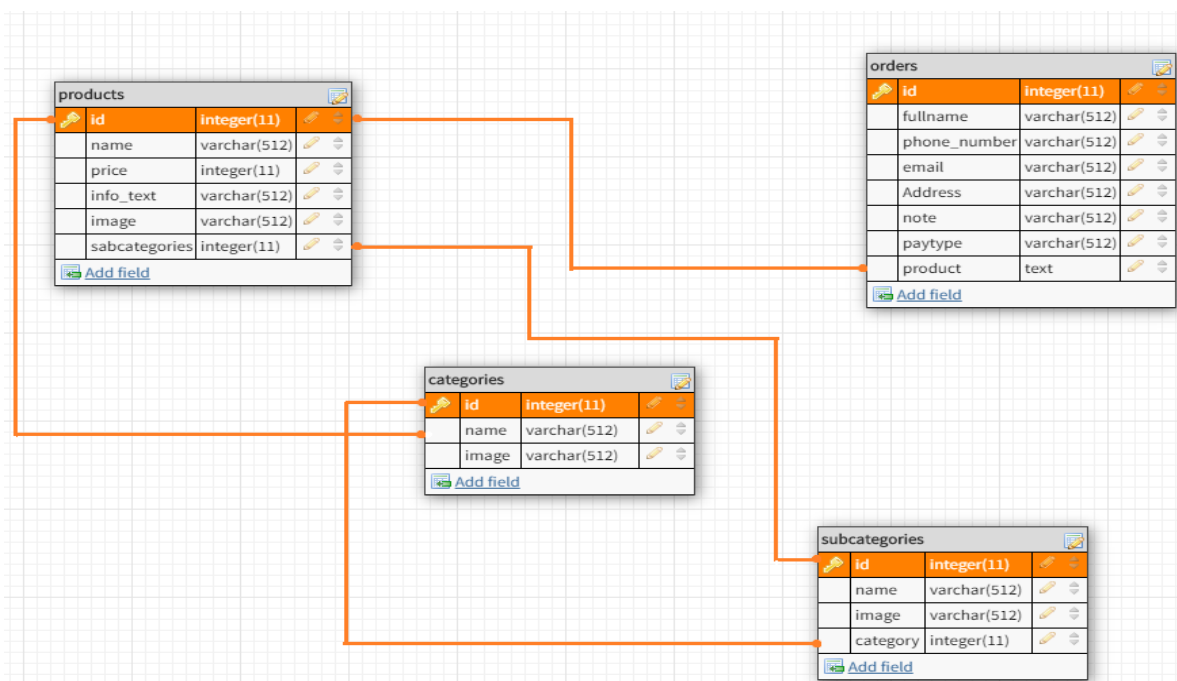 products
id integer(11)
name varchar(512)
price integer(11)
info_text varchar(512)
image varchar(512)
sabcategories integer(11)
Add field
orders
id integer(11)
fullname varchar(512)
phone_number varchar(512)
email varchar(512)
Address varchar(512)
note varchar(512)
paytype varchar(512)
product text
Add field
categories
id integer(11)
name varchar(512)
image varchar(512)
Add field
subcategories
id integer(11)
name varchar(512)
image varchar(512)
category integer(11)
Add field